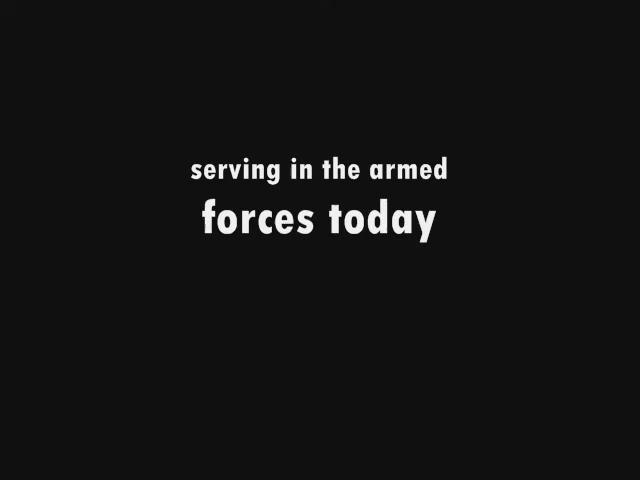 serving in the armed
forces today